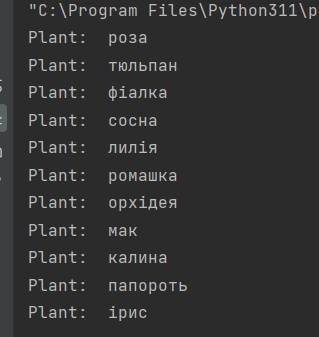 "C:\Program Files\Python311\p
Plant:  роза
Plant:  тюльпан
Plant:  фіалка
Plant:  сосна
Plant:  лилія
Plant:  ромашка
Plant:  орхідея
Plant:  мак
Plant:  калина
Plant:  папороть
Plant:  ірис